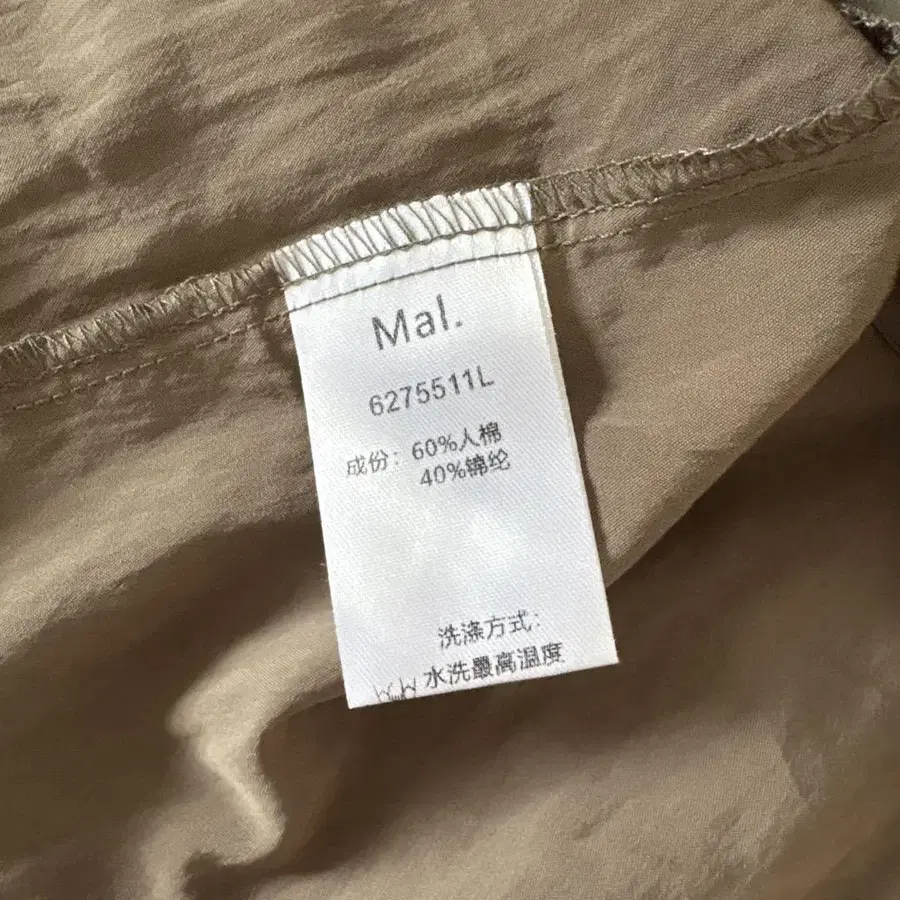 Mal.
6275511L
成份：60%人棉
40%锦纶
洗涤方式：
水洗最高温度